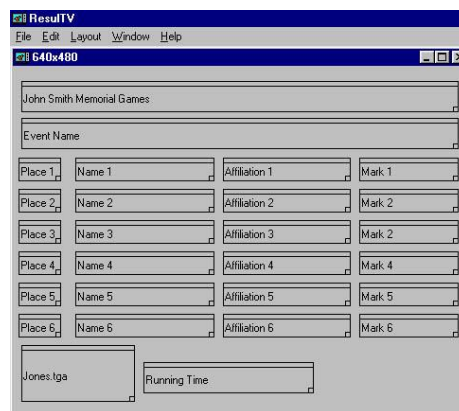 ResulTV
File Edit Layout Window Help
640x480
John Smith Memorial Games
Event Name
Place 1 Name 1 Affiliation 1 Mark 1
Place 2 Name 2 Affiliation 2 Mark 2
Place 3 Name 3 Affiliation 3 Mark 2
Place 4 Name 4 Affiliation 4 Mark 4
Place 5 Name 5 Affiliation 5 Mark 5
Place 6 Name 6 Affiliation 6 Mark 6
Jones.tga Running Time